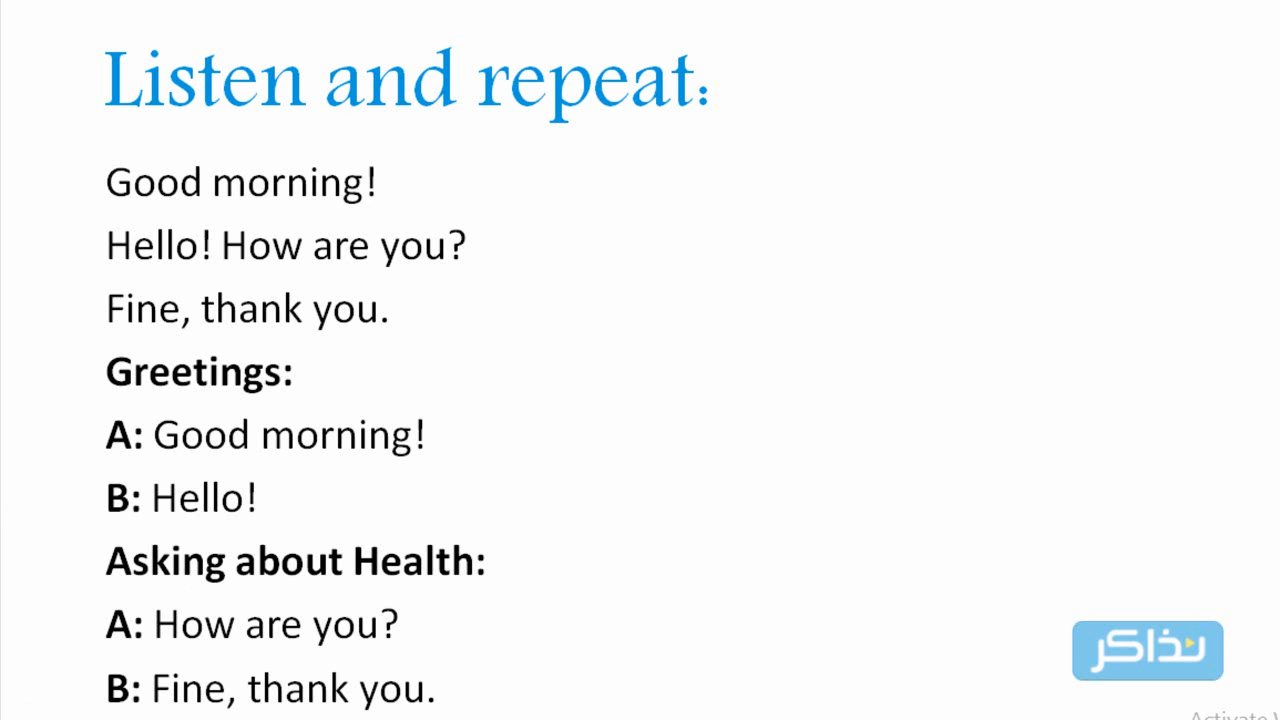 Listen and repeat:
Good morning!
Hello! How are you?
Fine, thank you.
Greetings:
A: Good morning!
B: Hello!
Asking about Health:
A: How are you?
B: Fine, thank you.
نذاكر
Activate